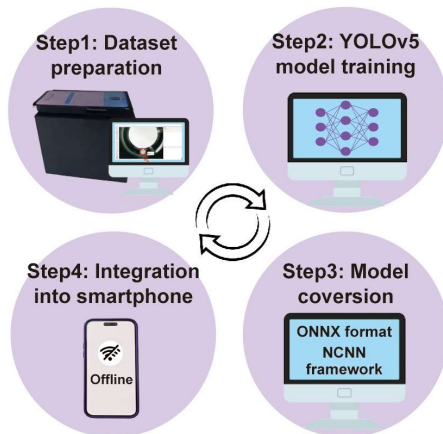 Step1: Dataset
preparation
Step2: YOLOv5
model training
Step4: Integration
into smartphone
Offline
Step3: Model
coversion
ONNX format
NCNN
framework